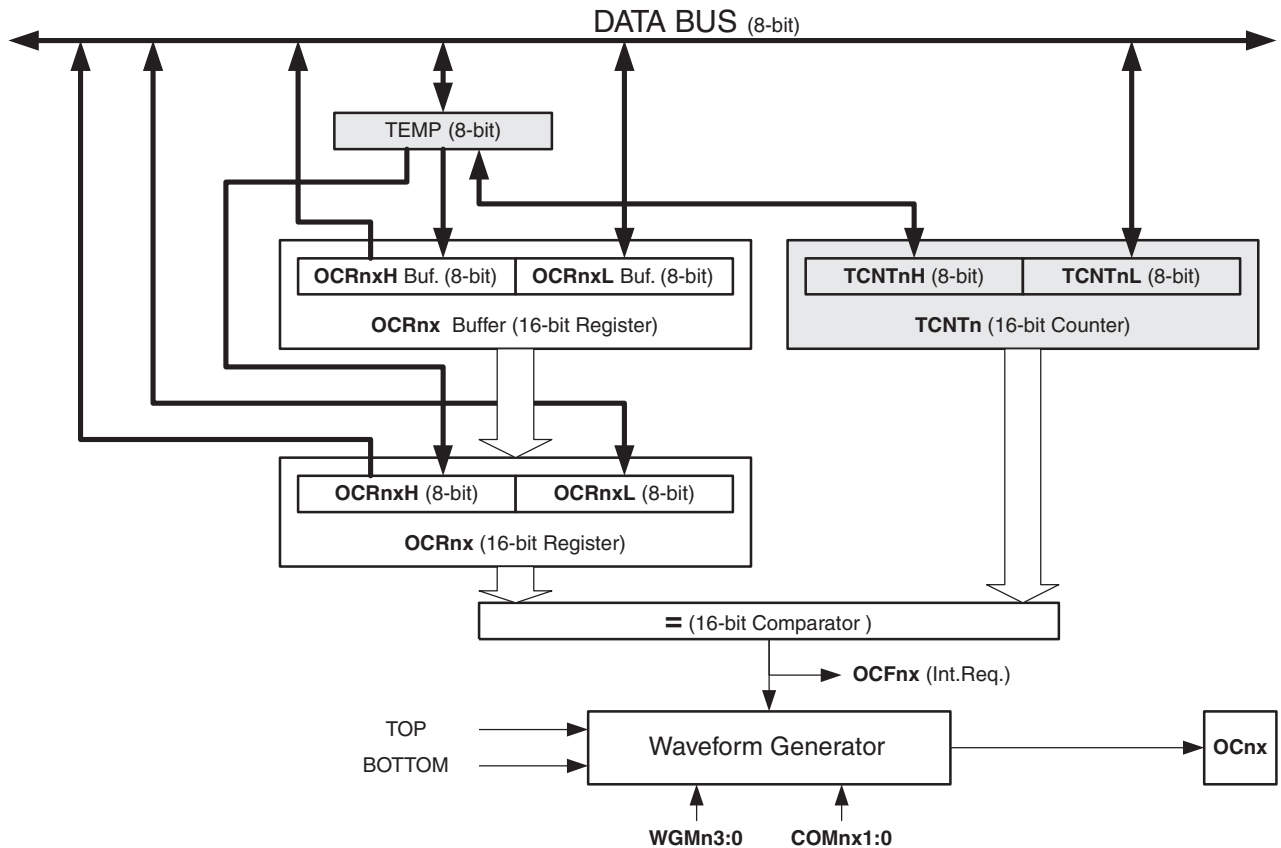 DATA BUS (8-bit)
TEMP (8-bit)
OCRnxH Buf. (8-bit) OCRnxL Buf. (8-bit)
OCRnx Buffer (16-bit Register)
TCNTnH (8-bit) TCNTnL (8-bit)
TCNTn (16-bit Counter)
OCRnxH (8-bit) OCRnxL (8-bit)
OCRnx (16-bit Register)
= (16-bit Comparator )
OCFnx (Int.Req.)
TOP
BOTTOM
Waveform Generator
OCnx
WGMn3:0 COMnx1:0